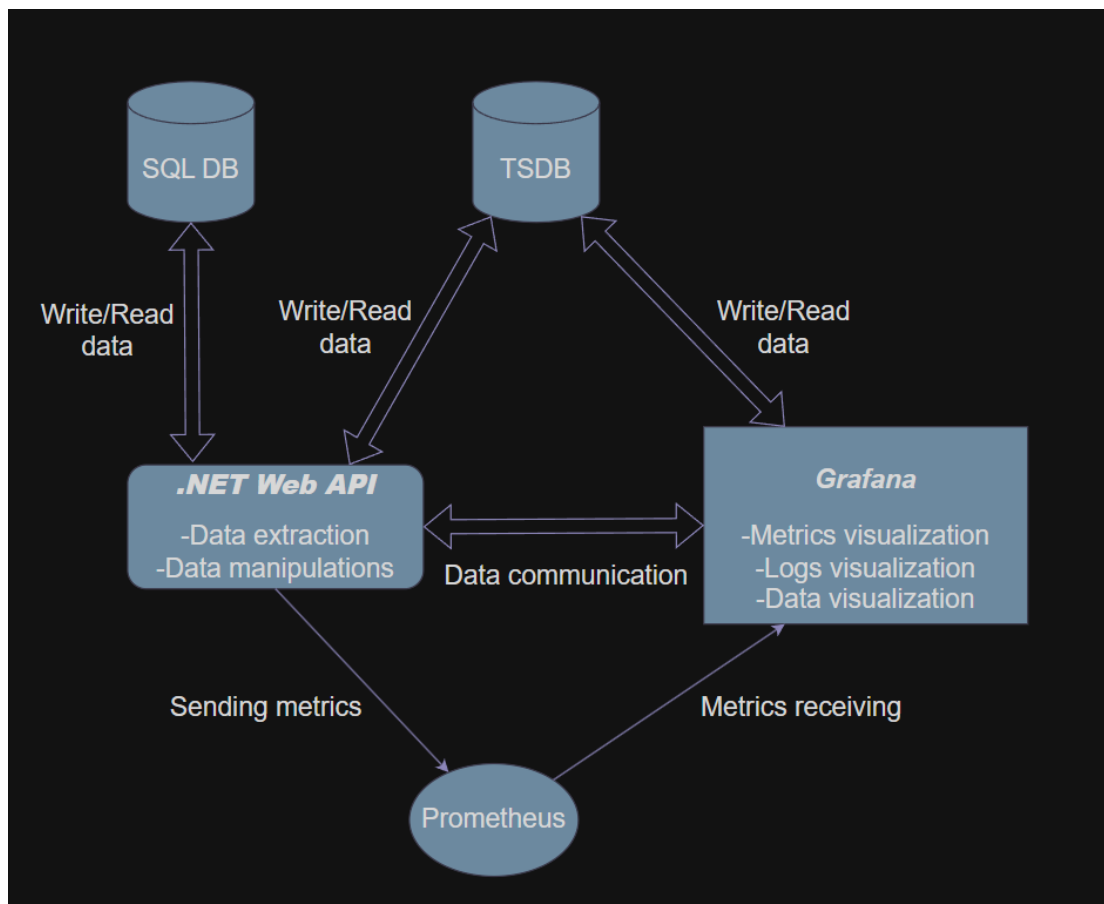 SQL DB
TSDB
Write/Read
data
Write/Read
data
Write/Read
data
.NET Web API
-Data extraction
-Data manipulations
Data communication
Grafana
-Metrics visualization
-Logs visualization
-Data visualization
Sending metrics
Metrics receiving
Prometheus